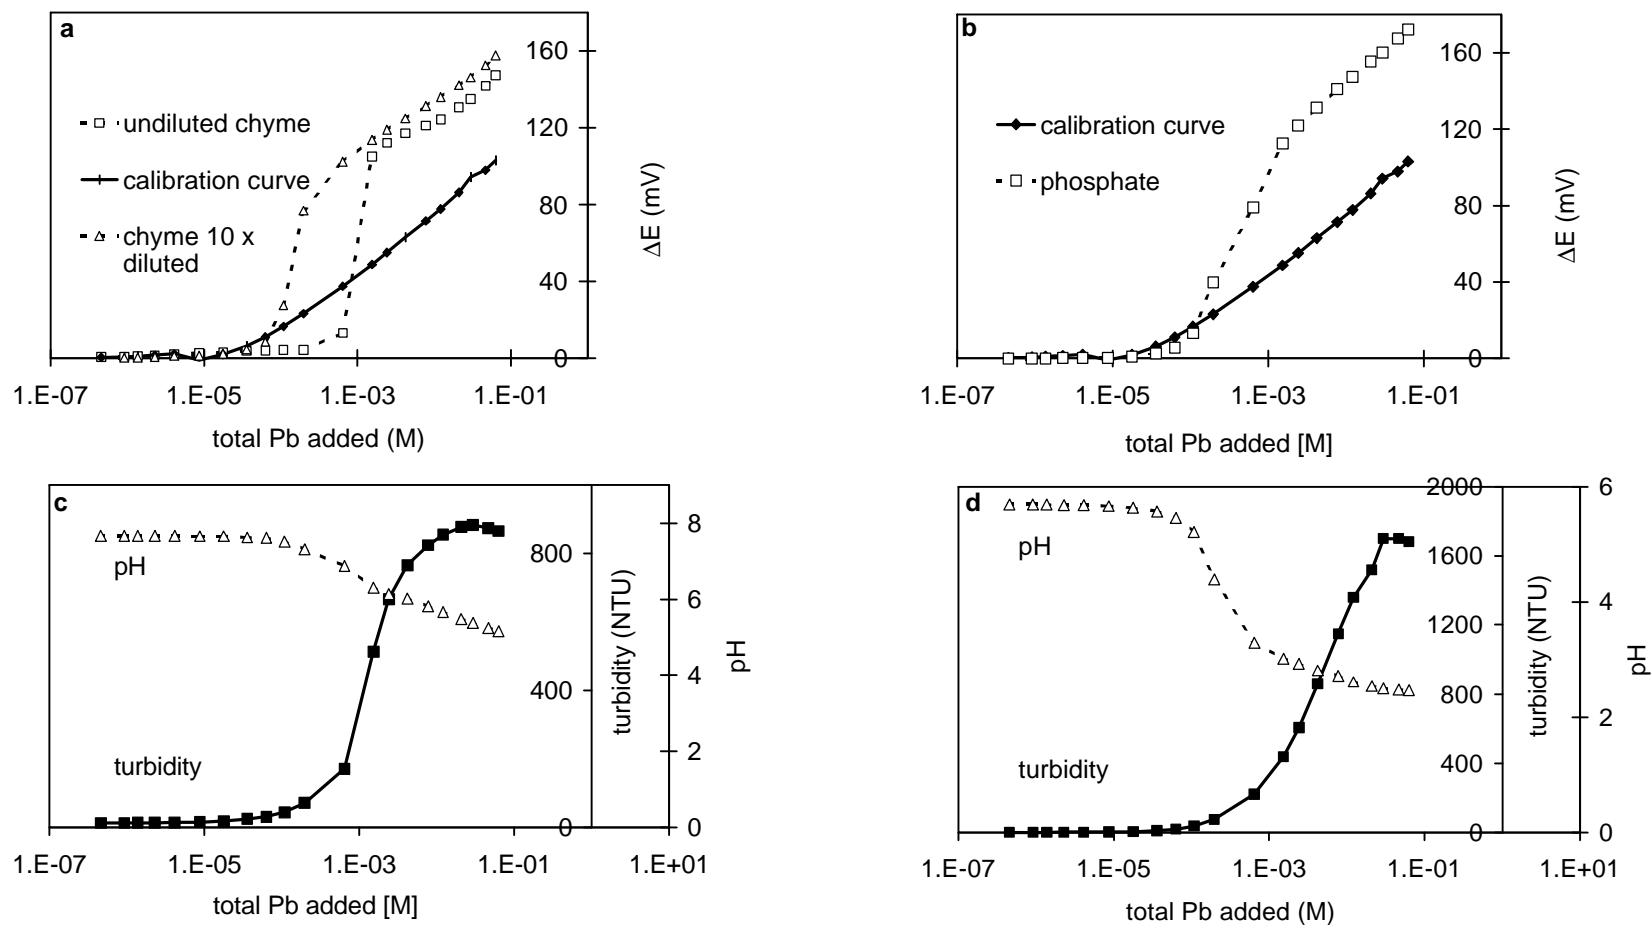 a
160
120
80
40
0
undiluted chyme
calibration curve
chyme 10 x
diluted
ΔE (mV)
1.E-07 1.E-05 1.E-03 1.E-01
total Pb added (M)
b
160
120
80
40
0
calibration curve
phosphate
ΔE (mV)
1.E-07 1.E-05 1.E-03 1.E-01
total Pb added [M]
c
pH
turbidity
800
400
0
turbidity (NTU)
8
6
4
2
0
pH
1.E-07 1.E-05 1.E-03 1.E-01 1.E+01
total Pb added [M]
d
pH
turbidity
2000
1600
1200
800
400
0
turbidity (NTU)
6
4
2
0
pH
1.E-07 1.E-05 1.E-03 1.E-01 1.E+01
total Pb added (M)